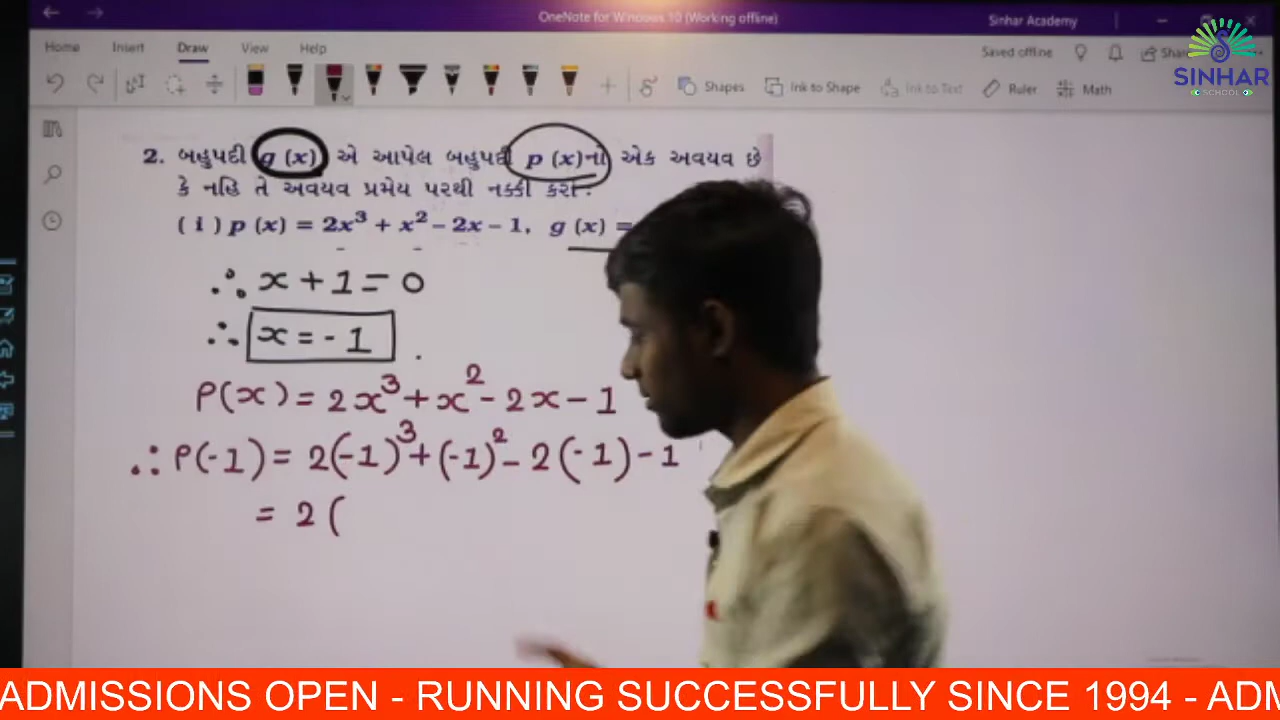 OneNote for Windows 10 (Working offline)
Sinhar Academy
Home Insert Draw View Help
Saved offline
Shapes Ink to Shape Ink to Text Ruler Math
SINHAR
SCHOOL
2. બહુપદી g (x) એ આપેલ બહુપદી p (x)નો એક અવયવ છે
કે નહિ તે અવયવ પ્રમેય પરથી નક્કી કરો :
( i ) p (x) = 2x³ + x² – 2x – 1, g (x) =
∴ x + 1 = 0
∴ x = - 1
P(x) = 2x³ + x² - 2x - 1
∴ P(-1) = 2(-1)³ + (-1)² - 2(-1) - 1
= 2 (
ADMISSIONS OPEN - RUNNING SUCCESSFULLY SINCE 1994 - ADM